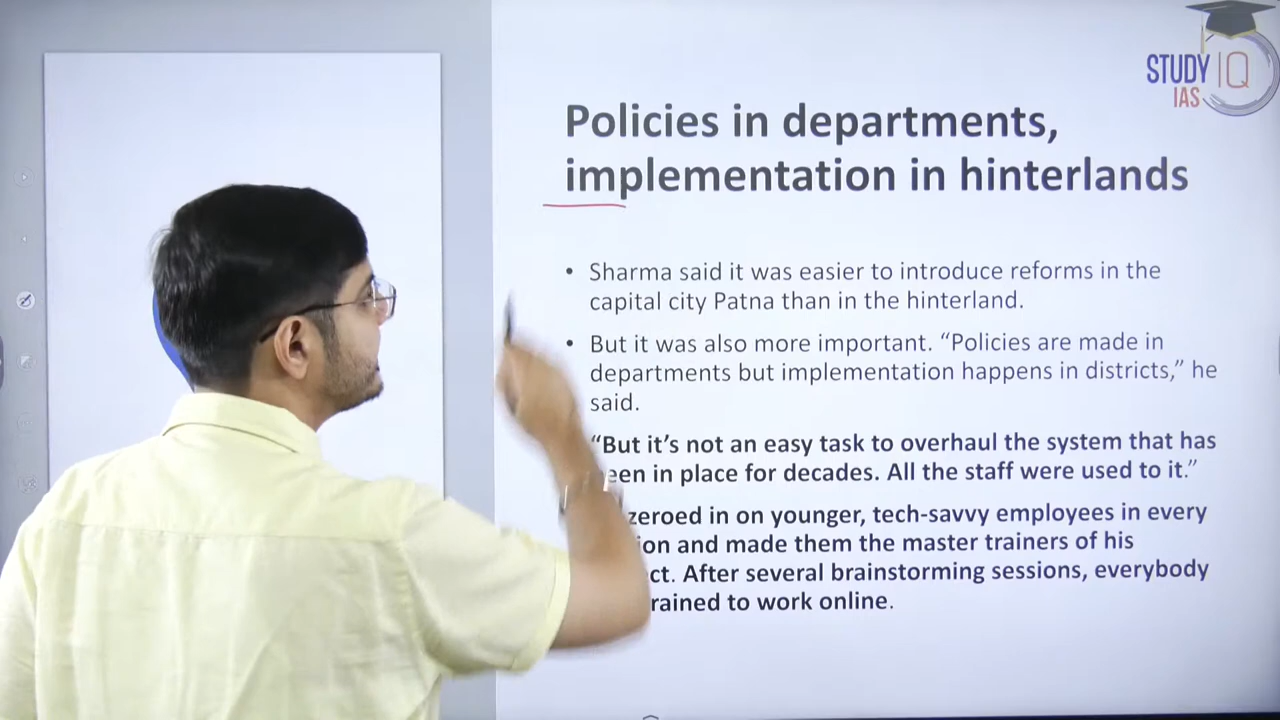 STUDY IQ
IAS
Policies in departments,
implementation in hinterlands
• Sharma said it was easier to introduce reforms in the
capital city Patna than in the hinterland.
• But it was also more important. “Policies are made in
departments but implementation happens in districts,” he
said.
“But it’s not an easy task to overhaul the system that has
in place for decades. All the staff were used to it.”
zeroed in on younger, tech-savvy employees in every
and made them the master trainers of his
After several brainstorming sessions, everybody
to work online.